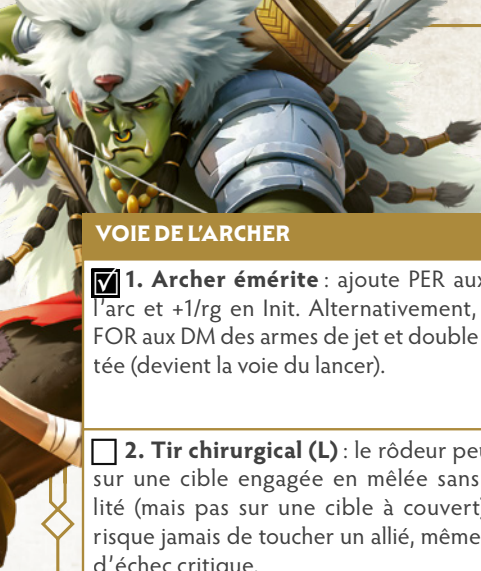 VOIE DE L'ARCHER
1. Archer émérite : ajoute PER aux
l'arc et +1/rg en Init. Alternativement,
FOR aux DM des armes de jet et double
tée (devient la voie du lancer).
2. Tir chirurgical (L) : le rôdeur peu
sur une cible engagée en mêlée sans
lité (mais pas sur une cible à couvert)
risque jamais de toucher un allié, même
d'échec critique.